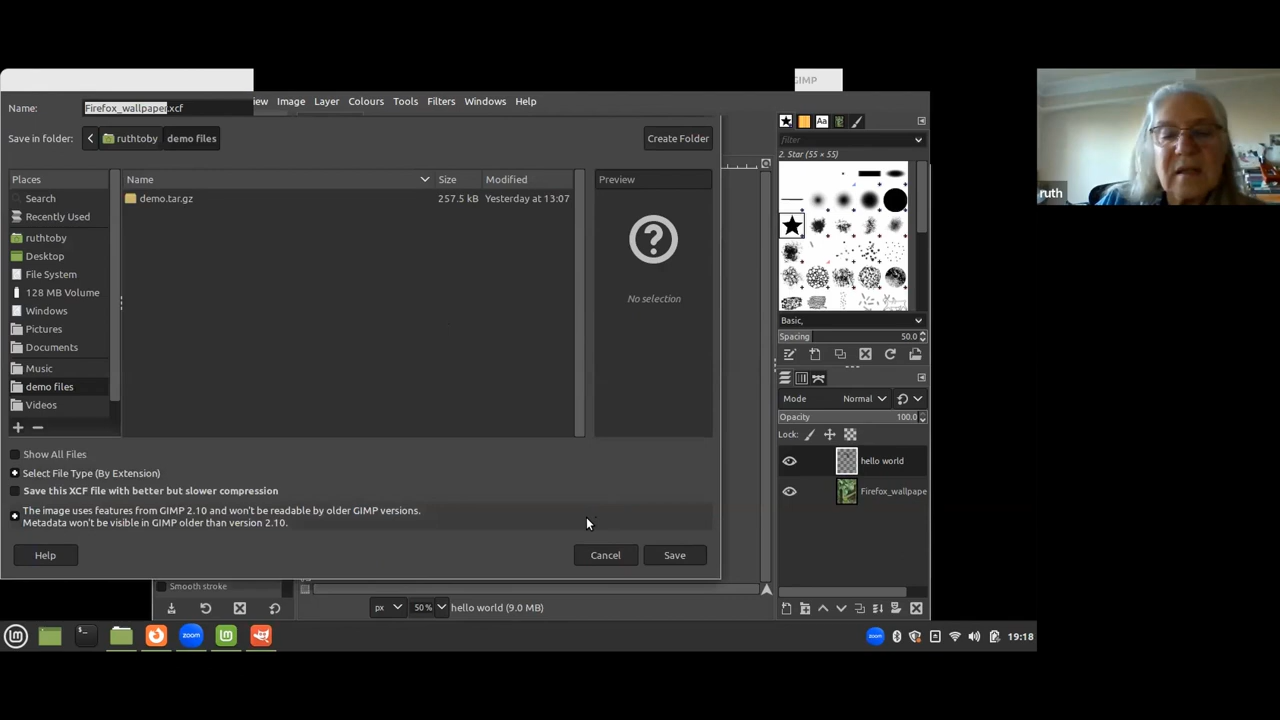 GIMP
Name:
Firefox_wallpaper.xcf
iew Image Layer Colours Tools Filters Windows Help
Save in folder:
ruthtoby
demo files
Create Folder
filter
2. Star (55 × 55)
Places
Name
Size
Modified
Preview
Search
demo.tar.gz
257.5 kB
Yesterday at 13:07
Recently Used
ruthtoby
Desktop
File System
128 MB Volume
Windows
Pictures
Documents
Music
demo files
Videos
No selection
Basic,
Spacing
50.0
Mode
Normal
Opacity
100.0
Lock:
hello world
Firefox_wallpape
Show All Files
Select File Type (By Extension)
Save this XCF file with better but slower compression
The image uses features from GIMP 2.10 and won't be readable by older GIMP versions.
Metadata won't be visible in GIMP older than version 2.10.
Help
Cancel
Save
Smooth stroke
px
50 %
hello world (9.0 MB)
zoom
zoom
19:18
ruth
Aa